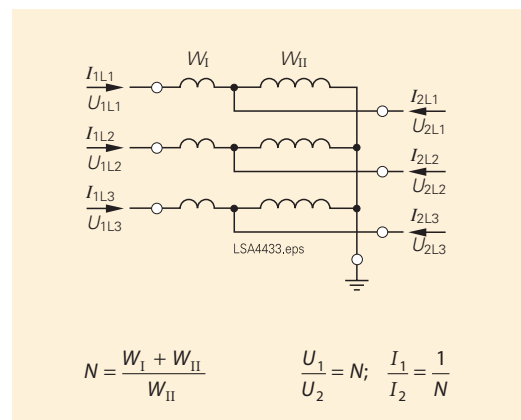 W_I W_II
I_1L1
U_1L1
I_2L1
U_2L1
I_1L2
U_1L2
I_2L2
U_2L2
I_1L3
U_1L3
I_2L3
U_2L3
LSA4433.eps
N = (W_I + W_II) / W_II U_1 / U_2 = N; I_1 / I_2 = 1 / N